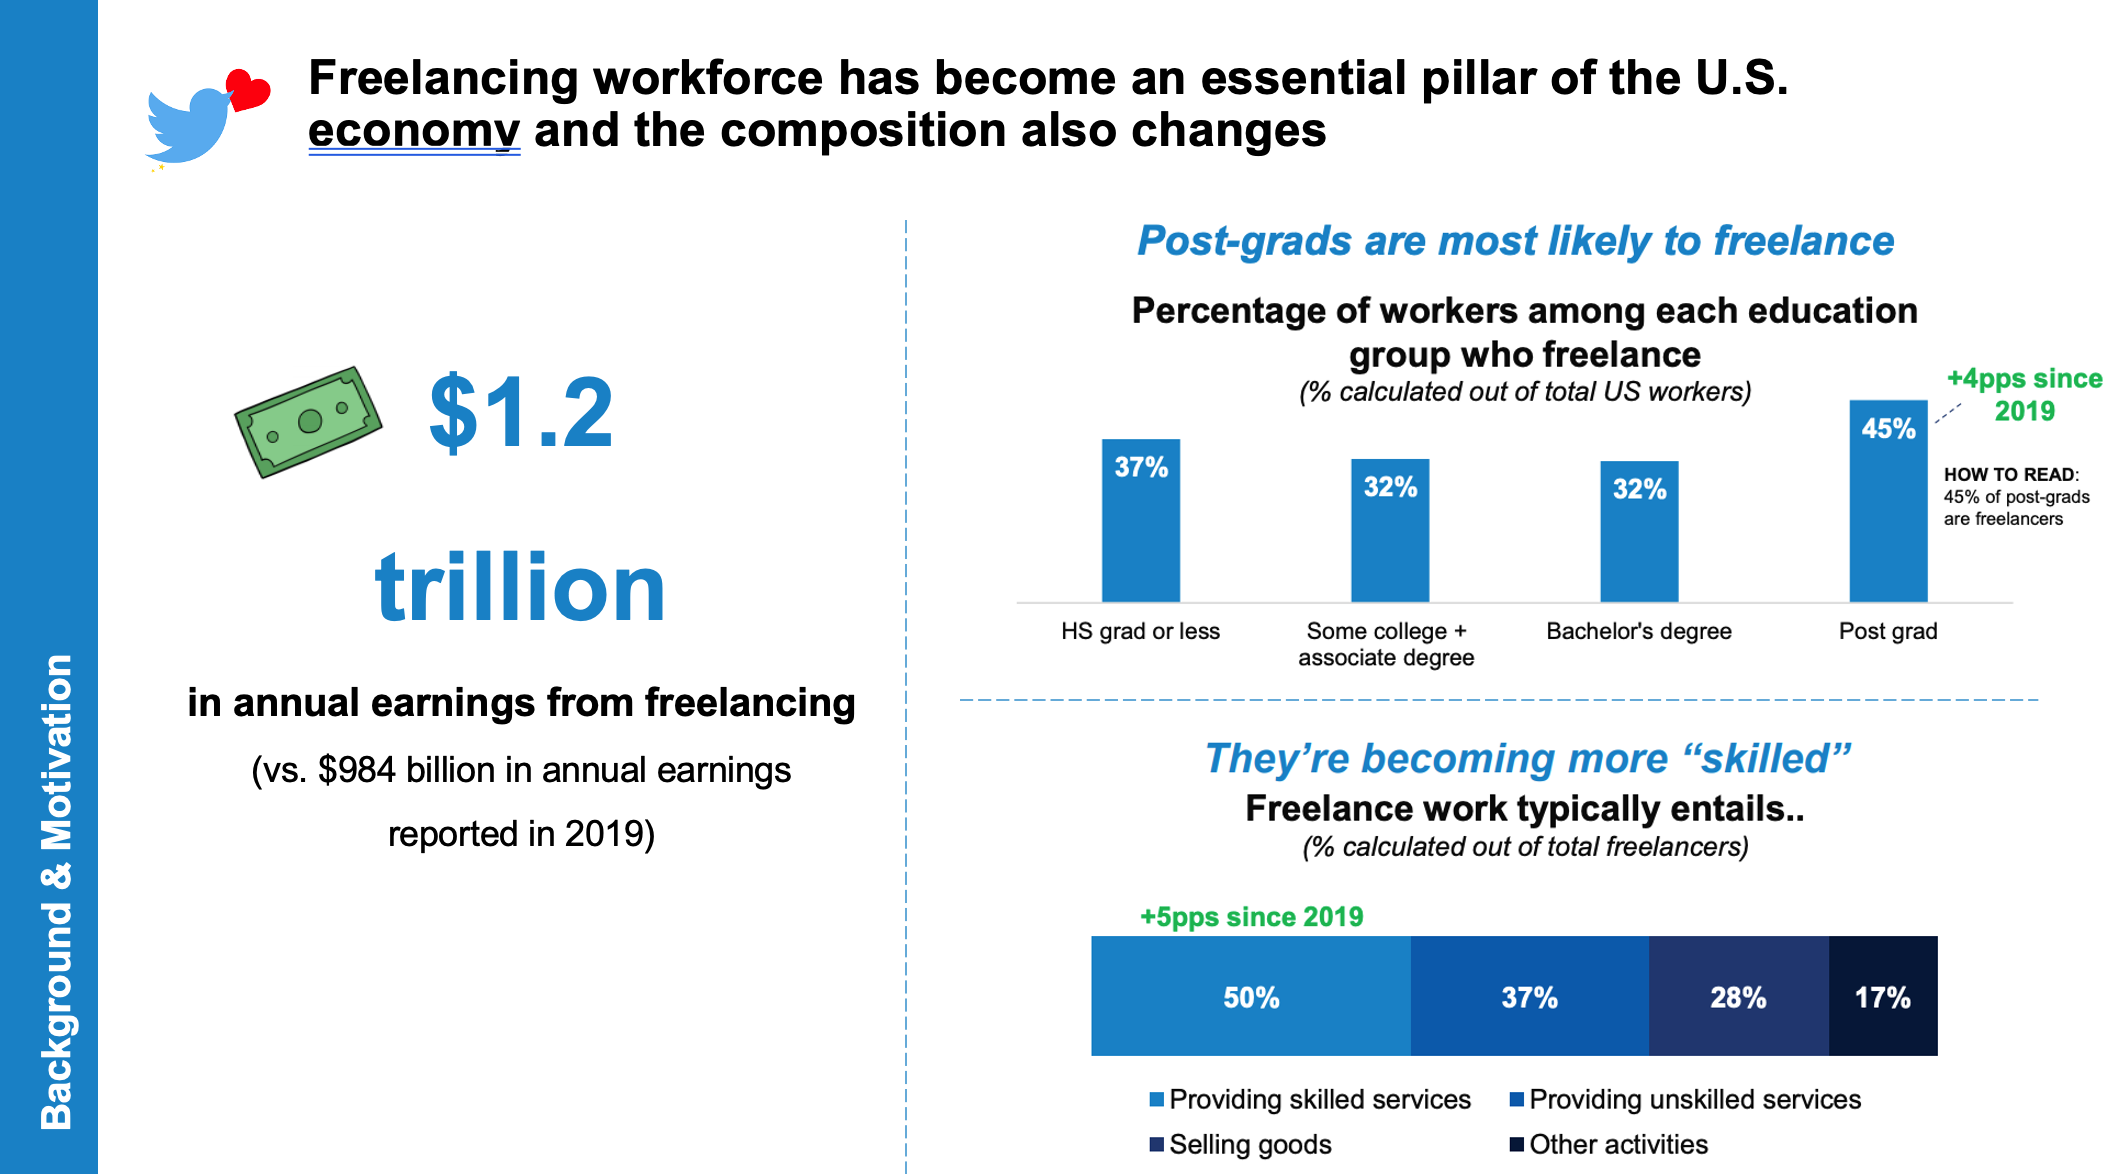 Freelancing workforce has become an essential pillar of the U.S.
economy and the composition also changes
Background & Motivation
$1.2
trillion
in annual earnings from freelancing
(vs. $984 billion in annual earnings
reported in 2019)
Post-grads are most likely to freelance
Percentage of workers among each education
group who freelance
(% calculated out of total US workers)
+4pps since
2019
37%
32%
32%
45%
HOW TO READ:
45% of post-grads
are freelancers
HS grad or less
Some college +
associate degree
Bachelor's degree
Post grad
They’re becoming more “skilled”
Freelance work typically entails..
(% calculated out of total freelancers)
+5pps since 2019
50%
37%
28%
17%
Providing skilled services
Providing unskilled services
Selling goods
Other activities